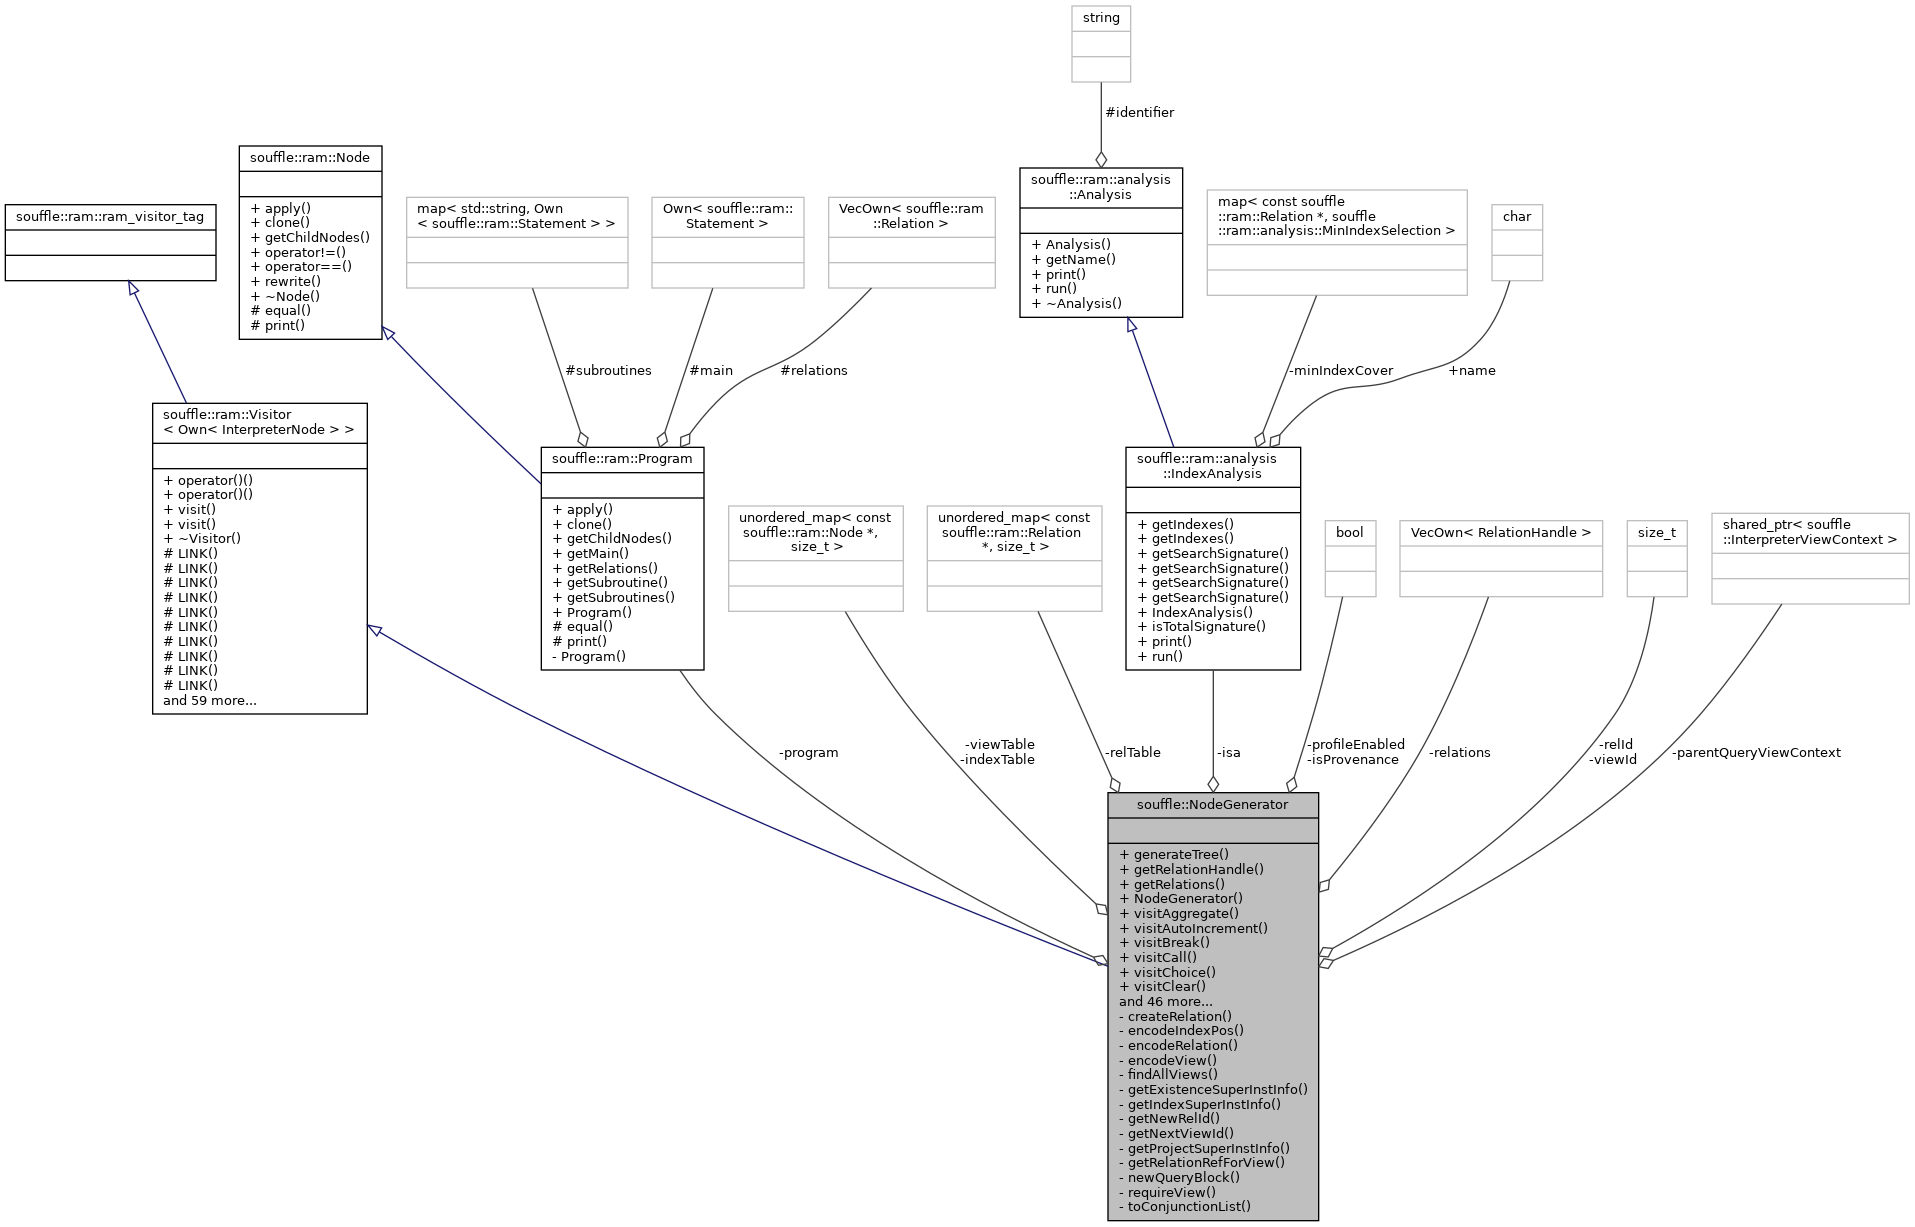 string
#identifier
souffle::ram::Node
+ apply()
+ clone()
+ getChildNodes()
+ operator!=()
+ operator==()
+ rewrite()
+ ~Node()
# equal()
# print()
souffle::ram::ram_visitor_tag
map< std::string, Own
< souffle::ram::Statement > >
Own< souffle::ram::
Statement >
VecOwn< souffle::ram
::Relation >
souffle::ram::analysis
::Analysis
+ Analysis()
+ getName()
+ print()
+ run()
+ ~Analysis()
map< const souffle
::ram::Relation *, souffle
::ram::analysis::MinIndexSelection >
char
#subroutines
#main
#relations
-minIndexCover
+name
souffle::ram::Visitor
< Own< InterpreterNode > >
+ operator()()
+ operator()()
+ visit()
+ visit()
+ ~Visitor()
# LINK()
# LINK()
# LINK()
# LINK()
# LINK()
# LINK()
# LINK()
# LINK()
# LINK()
# LINK()
and 59 more...
souffle::ram::Program
+ apply()
+ clone()
+ getChildNodes()
+ getMain()
+ getRelations()
+ getSubroutine()
+ getSubroutines()
+ Program()
# equal()
# print()
- Program()
unordered_map< const
souffle::ram::Node *,
size_t >
unordered_map< const
souffle::ram::Relation
*, size_t >
souffle::ram::analysis
::IndexAnalysis
+ getIndexes()
+ getIndexes()
+ getSearchSignature()
+ getSearchSignature()
+ getSearchSignature()
+ getSearchSignature()
+ IndexAnalysis()
+ isTotalSignature()
+ print()
+ run()
bool
VecOwn< RelationHandle >
size_t
shared_ptr< souffle
::InterpreterViewContext >
-program
-viewTable
-indexTable
-relTable
-isa
-profileEnabled
-isProvenance
-relations
-relId
-viewId
-parentQueryViewContext
souffle::NodeGenerator
+ generateTree()
+ getRelationHandle()
+ getRelations()
+ NodeGenerator()
+ visitAggregate()
+ visitAutoIncrement()
+ visitBreak()
+ visitCall()
+ visitChoice()
+ visitClear()
and 46 more...
- createRelation()
- encodeIndexPos()
- encodeRelation()
- encodeView()
- findAllViews()
- getExistenceSuperInstInfo()
- getIndexSuperInstInfo()
- getNewRelId()
- getNextViewId()
- getProjectSuperInstInfo()
- getRelationRefForView()
- newQueryBlock()
- requireView()
- toConjunctionList()